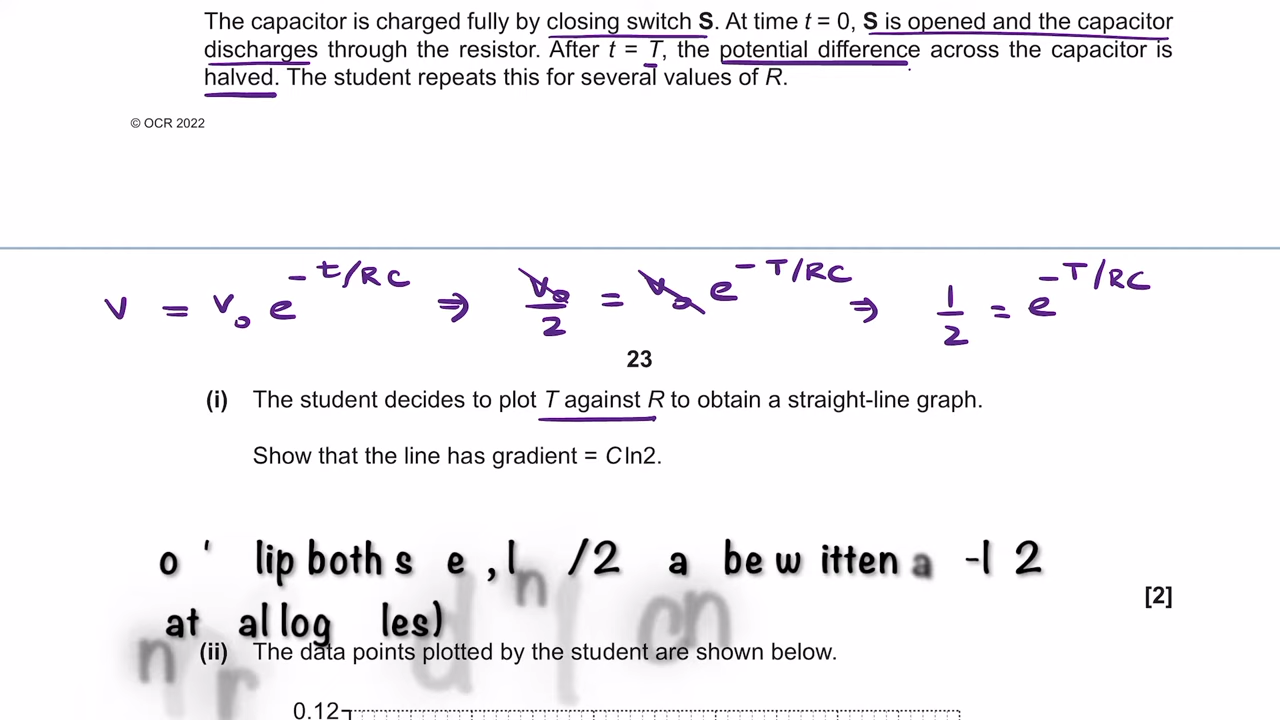 The capacitor is charged fully by closing switch S. At time t = 0, S is opened and the capacitor
discharges through the resistor. After t = T, the potential difference across the capacitor is
halved. The student repeats this for several values of R.
© OCR 2022
V = V₀ e^(-t/RC) ⇒ V₀/2 = V₀ e^(-T/RC) ⇒ 1/2 = e^(-T/RC)
23
(i) The student decides to plot T against R to obtain a straight-line graph.
Show that the line has gradient = C ln2.
both
[2]
log
(ii) The data points plotted by the student are shown below.
0.12